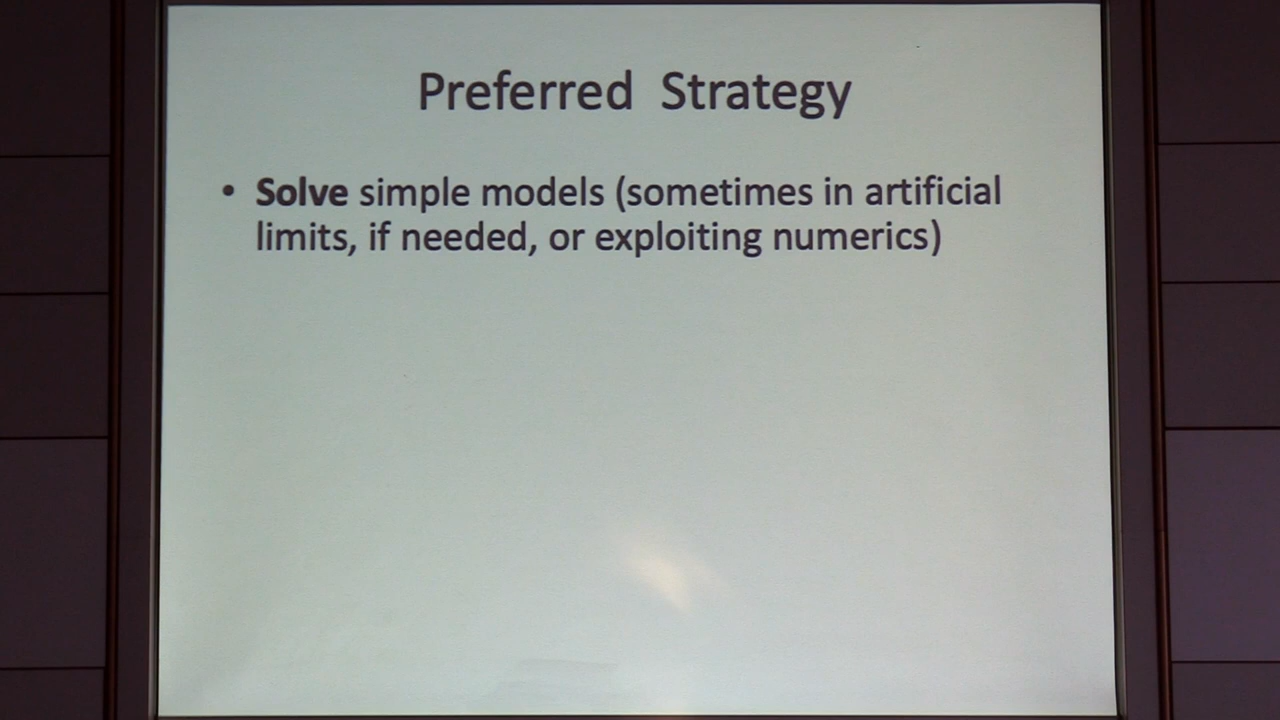 Preferred Strategy
• Solve simple models (sometimes in artificial
limits, if needed, or exploiting numerics)